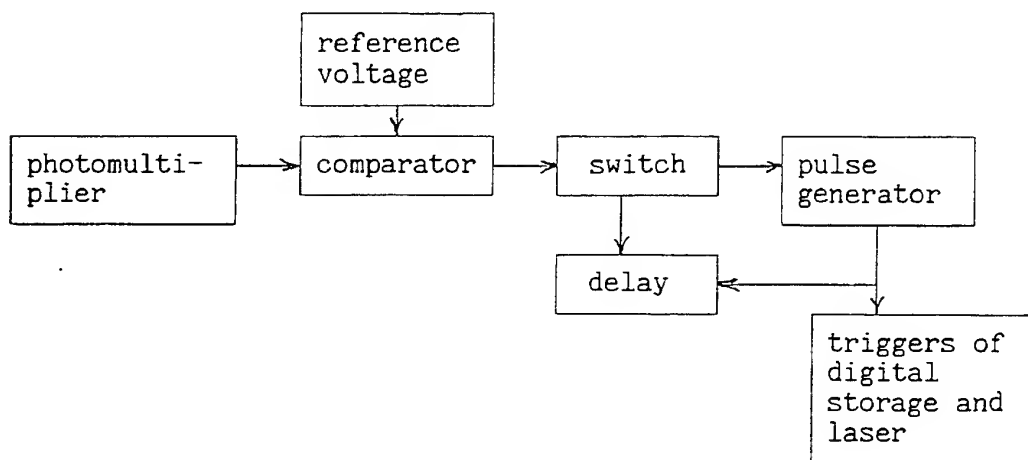 reference
voltage
photomulti-
plier
comparator
switch
pulse
generator
delay
triggers of
digital
storage and
laser